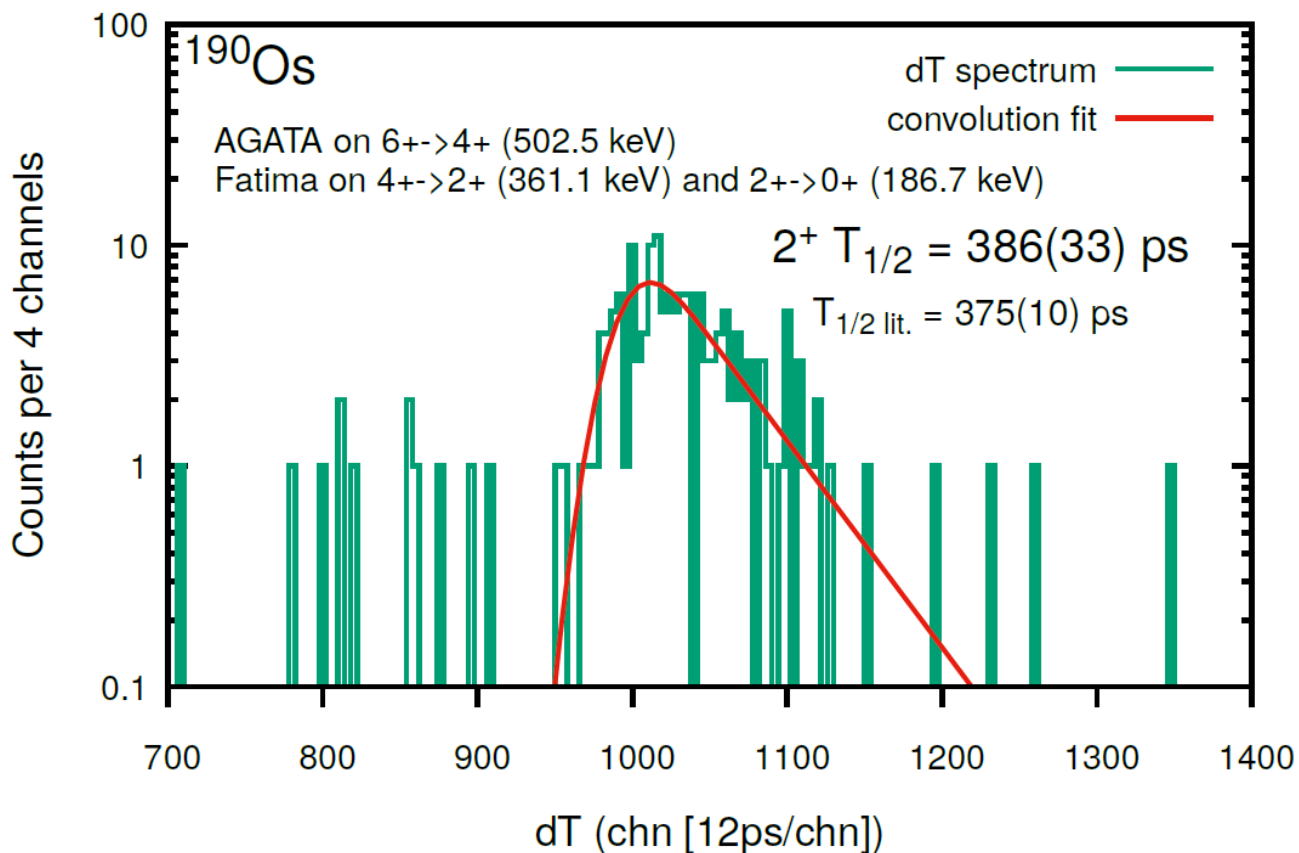 100
10
1
0.1
Counts per 4 channels
190Os
dT spectrum
convolution fit
AGATA on 6+->4+ (502.5 keV)
Fatima on 4+->2+ (361.1 keV) and 2+->0+ (186.7 keV)
2+ T1/2 = 386(33) ps
T1/2 lit. = 375(10) ps
700 800 900 1000 1100 1200 1300 1400
dT (chn [12ps/chn])